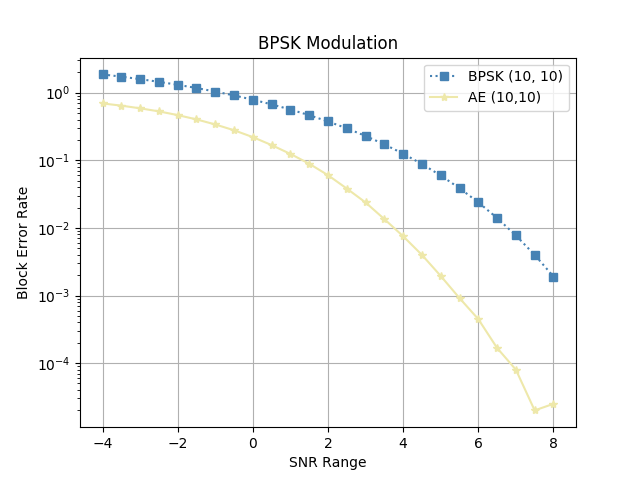 BPSK Modulation
BPSK (10, 10)
AE (10,10)
10⁰
10⁻¹
10⁻²
10⁻³
10⁻⁴
Block Error Rate
−4
−2
0
2
4
6
8
SNR Range